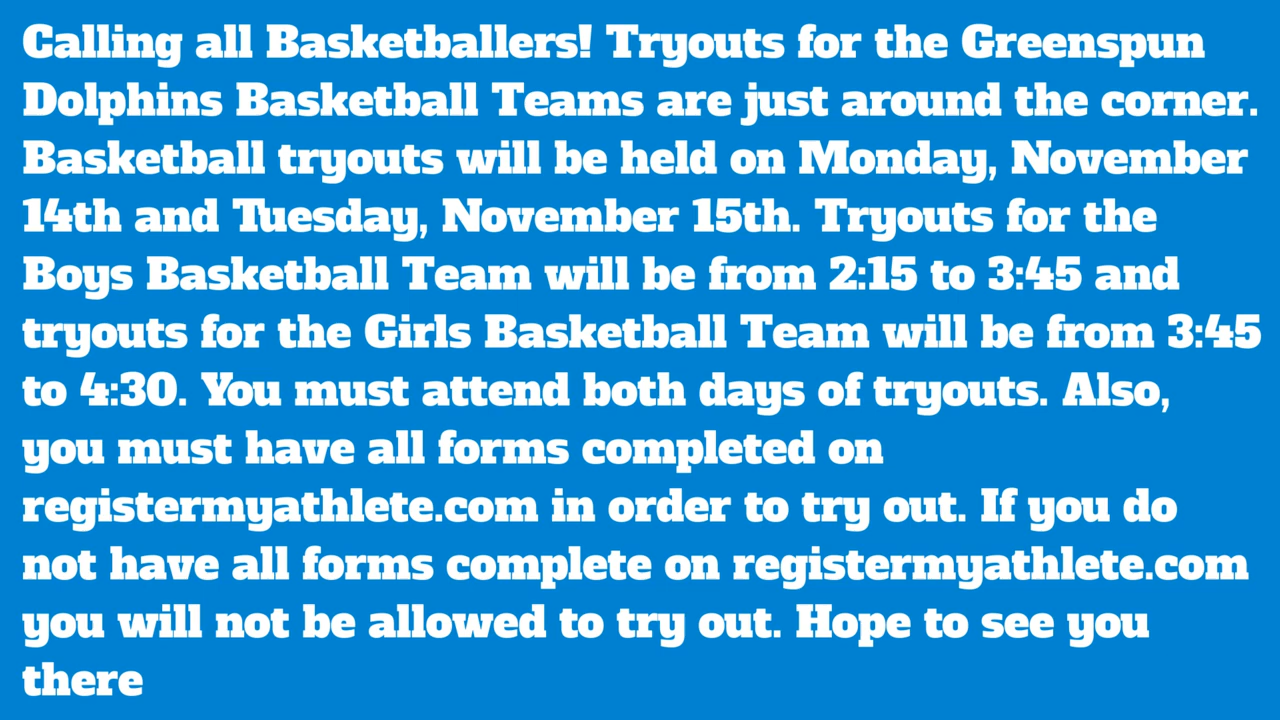 Calling all Basketballers! Tryouts for the Greenspun
Dolphins Basketball Teams are just around the corner.
Basketball tryouts will be held on Monday, November
14th and Tuesday, November 15th. Tryouts for the
Boys Basketball Team will be from 2:15 to 3:45 and
tryouts for the Girls Basketball Team will be from 3:45
to 4:30. You must attend both days of tryouts. Also,
you must have all forms completed on
registermyathlete.com in order to try out. If you do
not have all forms complete on registermyathlete.com
you will not be allowed to try out. Hope to see you
there